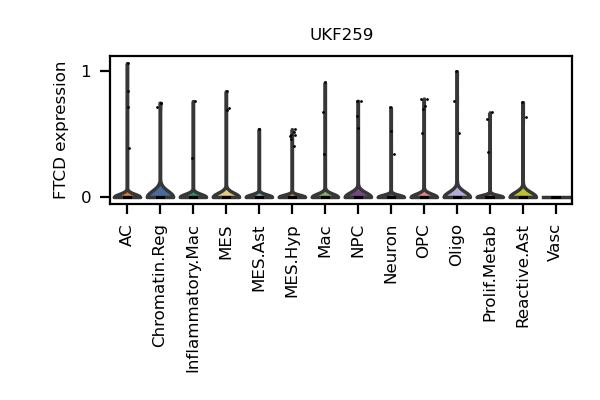 UKF259
FTCD expression
1
0
AC
Chromatin.Reg
Inflammatory.Mac
MES
MES.Ast
MES.Hyp
Mac
NPC
Neuron
OPC
Oligo
Prolif.Metab
Reactive.Ast
Vasc